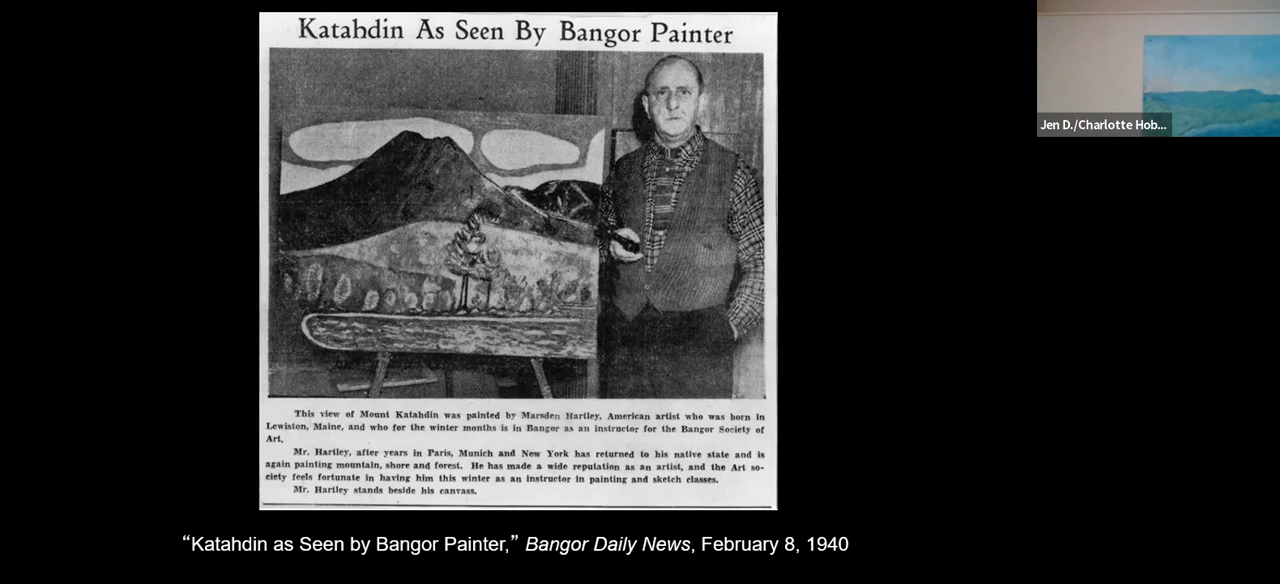 Katahdin As Seen By Bangor Painter
Jen D./Charlotte Hob...
This view of Mount Katahdin was painted by Marsden Hartley, American artist who was born in
Lewiston, Maine, and who for the winter months is in Bangor as an instructor for the Bangor Society of
Art.
Mr. Hartley, after years in Paris, Munich and New York has returned to his native state and is
again painting mountain, shore and forest. He has made a wide reputation as an artist, and the Art so-
ciety feels fortunate in having him this winter as an instructor in painting and sketch classes.
Mr. Hartley stands beside his canvass.
“Katahdin as Seen by Bangor Painter,” Bangor Daily News, February 8, 1940